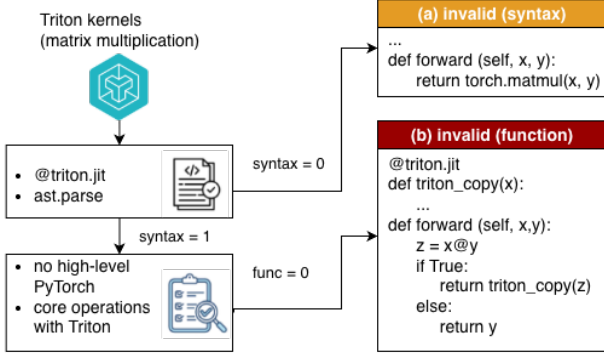 Triton kernels
(matrix multiplication)
• @triton.jit
• ast.parse
syntax = 0
syntax = 1
• no high-level
PyTorch
• core operations
with Triton
func = 0
(a) invalid (syntax)
...
def forward (self, x, y):
return torch.matmul(x, y)
(b) invalid (function)
@triton.jit
def triton_copy(x):
...
def forward (self, x,y):
z = x@y
if True:
return triton_copy(z)
else:
return y